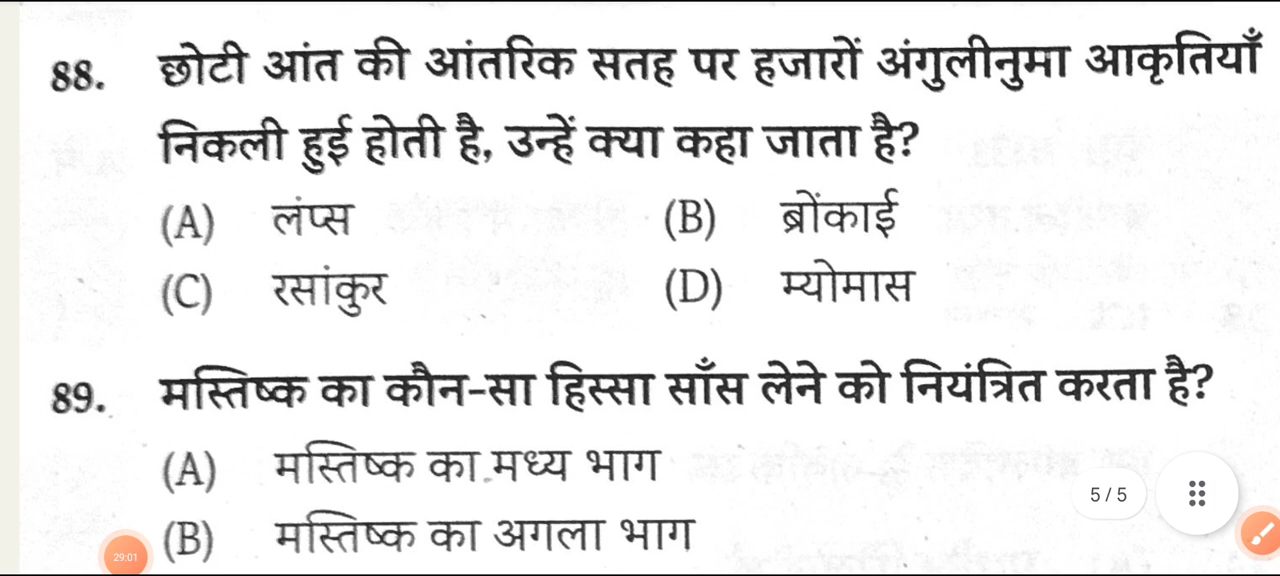 88. छोटी आंत की आंतरिक सतह पर हजारों अंगुलीनुमा आकृतियाँ
निकली हुई होती है, उन्हें क्या कहा जाता है?
(A) लंप्स (B) ब्रोंकाई
(C) रसांकुर (D) म्योमास
89. मस्तिष्क का कौन-सा हिस्सा साँस लेने को नियंत्रित करता है?
(A) मस्तिष्क का मध्य भाग
5 / 5
(B) मस्तिष्क का अगला भाग
29:01